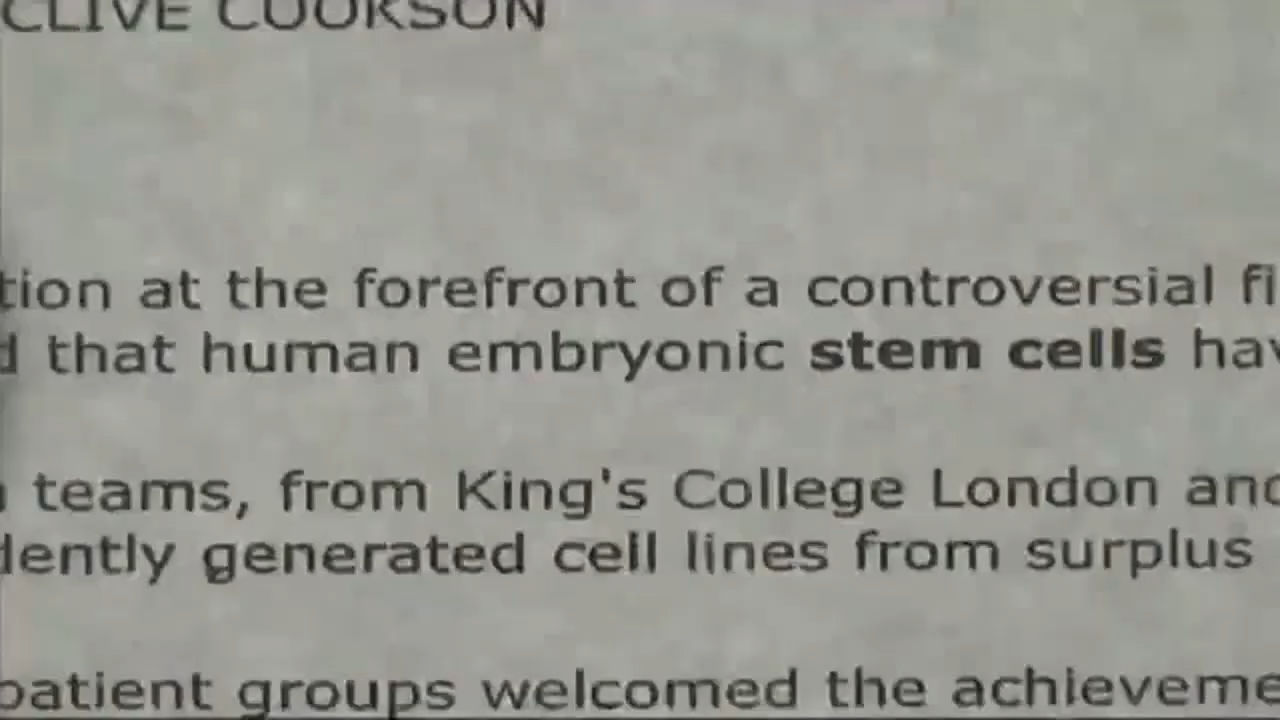 CLIVE COOKSON
tion at the forefront of a controversial fi
d that human embryonic stem cells hav
teams, from King's College London and
dently generated cell lines from surplus
patient groups welcomed the achieveme